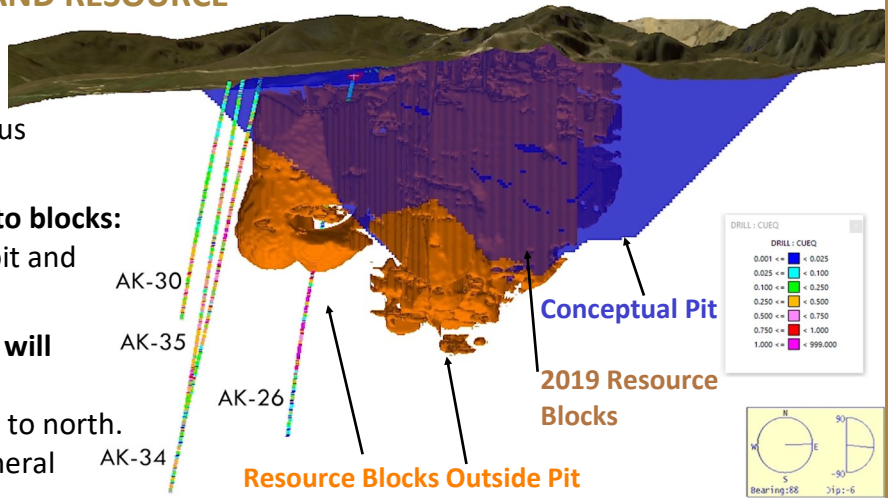 AND RESOURCE
us
to blocks:
pit and
AK-30
will
AK-35
AK-26
to north.
neral
AK-34
Conceptual Pit
2019 Resource
Blocks
Resource Blocks Outside Pit
DRILL : CUEQ
DRILL : CUEQ
0.001 <= < 0.025
0.025 <= < 0.100
0.100 <= < 0.250
0.250 <= < 0.500
0.500 <= < 0.750
0.750 <= < 1.000
1.000 <= < 999.000
N
W E
S
90
-90
Bearing:88 Dip:-6